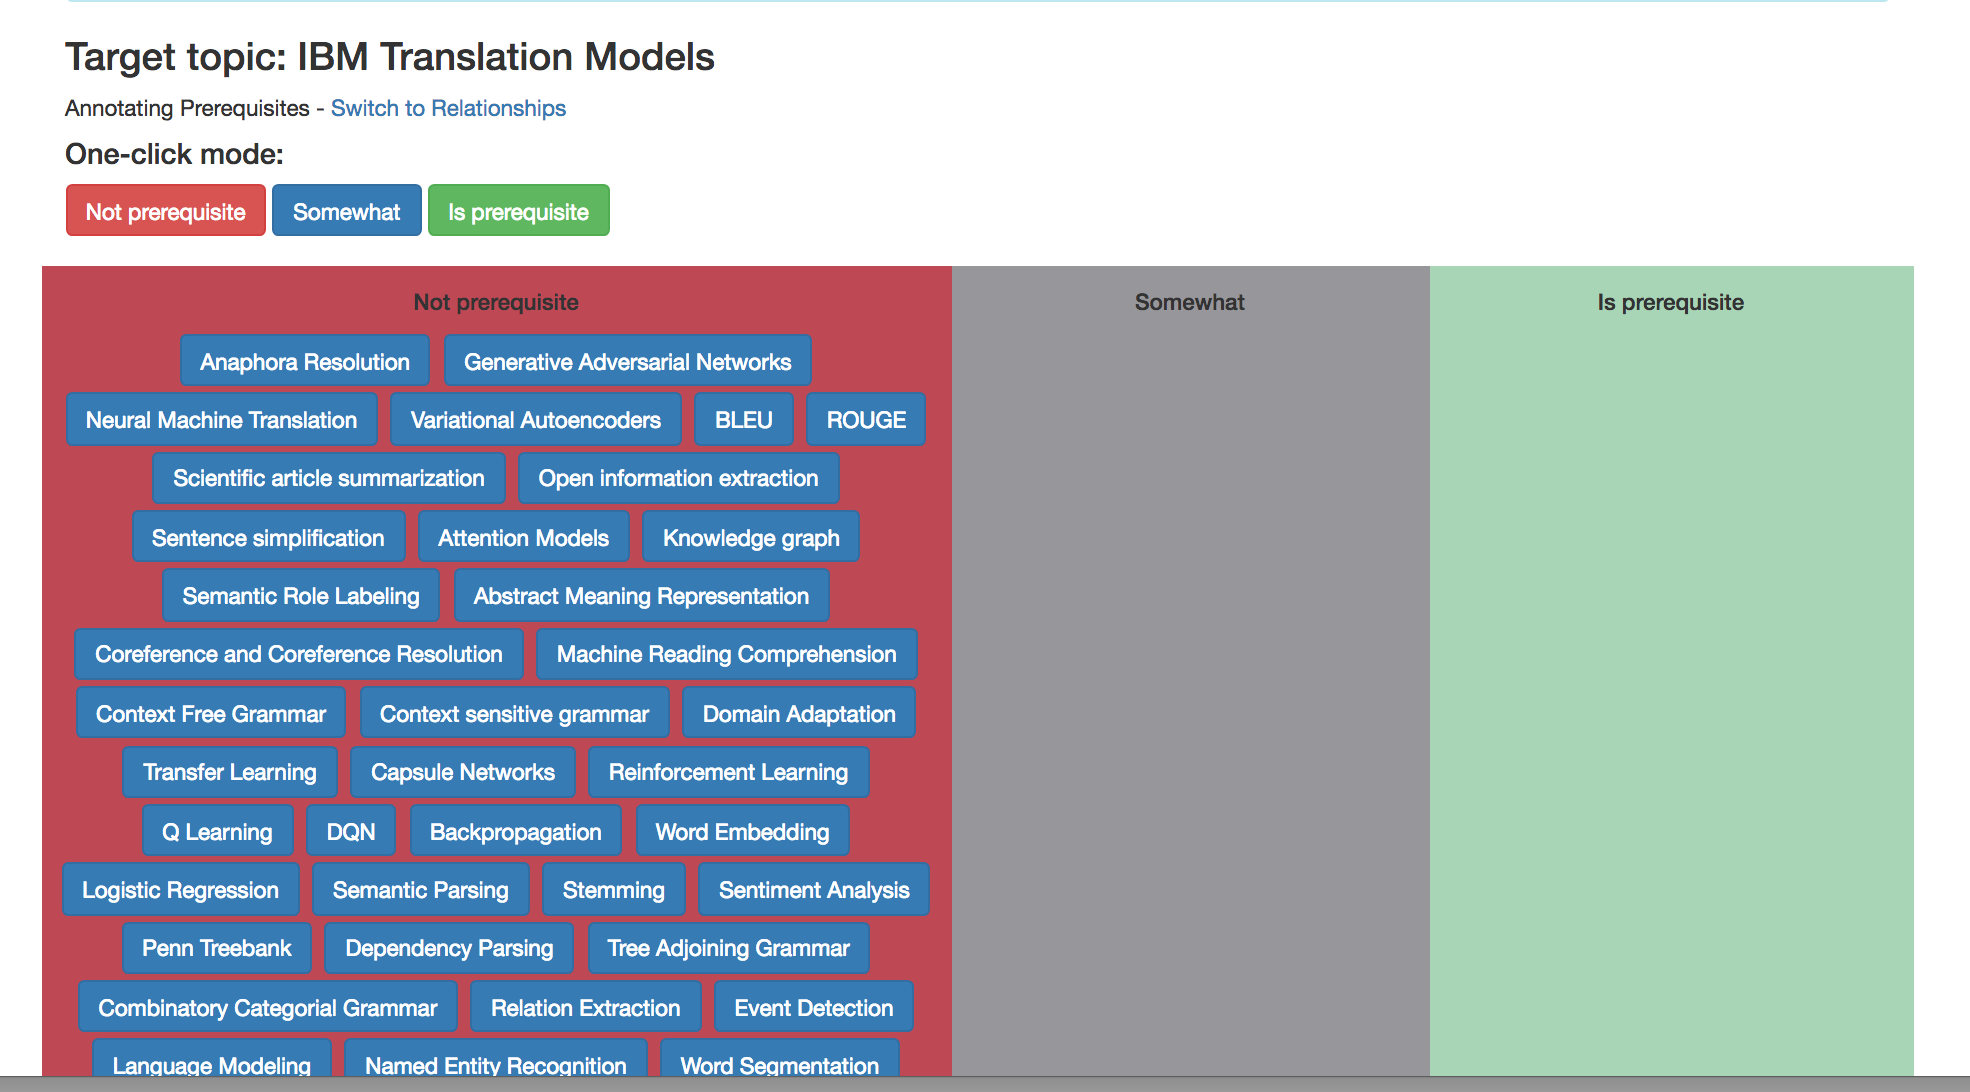 Target topic: IBM Translation Models
Annotating Prerequisites - Switch to Relationships
One-click mode:
Not prerequisite Somewhat Is prerequisite
Not prerequisite Somewhat Is prerequisite
Anaphora Resolution Generative Adversarial Networks
Neural Machine Translation Variational Autoencoders BLEU ROUGE
Scientific article summarization Open information extraction
Sentence simplification Attention Models Knowledge graph
Semantic Role Labeling Abstract Meaning Representation
Coreference and Coreference Resolution Machine Reading Comprehension
Context Free Grammar Context sensitive grammar Domain Adaptation
Transfer Learning Capsule Networks Reinforcement Learning
Q Learning DQN Backpropagation Word Embedding
Logistic Regression Semantic Parsing Stemming Sentiment Analysis
Penn Treebank Dependency Parsing Tree Adjoining Grammar
Combinatory Categorial Grammar Relation Extraction Event Detection
Language Modeling Named Entity Recognition Word Segmentation